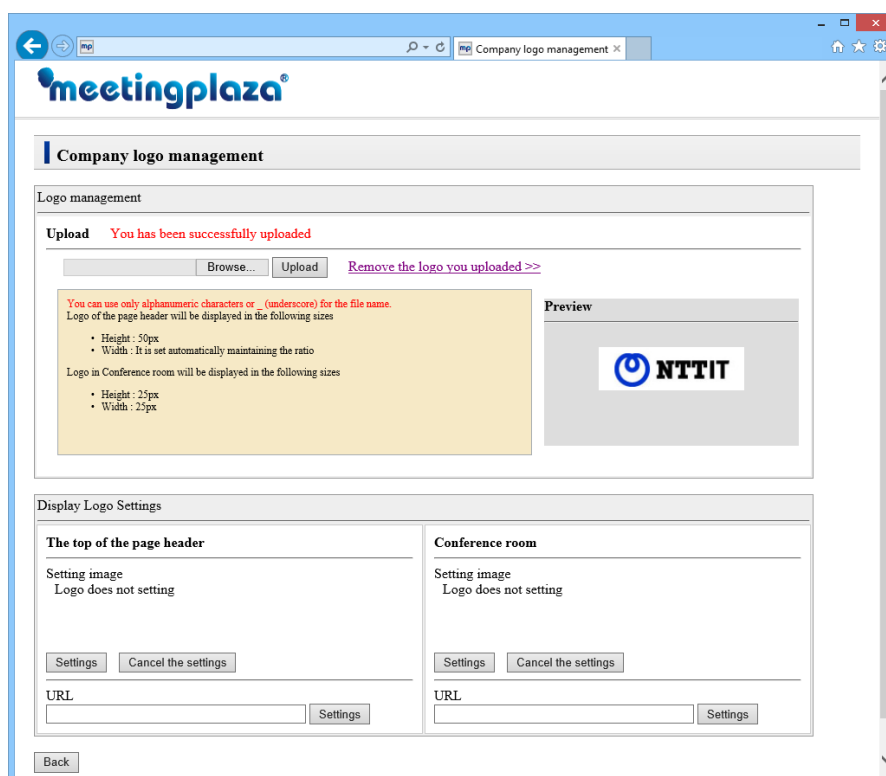 mp
mp Company logo management ×
meetingplaza®
Company logo management
Logo management
Upload You has been successfully uploaded
Browse... Upload Remove the logo you uploaded >>
You can use only alphanumeric characters or _ (underscore) for the file name.
Logo of the page header will be displayed in the following sizes
• Height : 50px
• Width : It is set automatically maintaining the ratio
Logo in Conference room will be displayed in the following sizes
• Height : 25px
• Width : 25px
Preview
NTTIT
Display Logo Settings
The top of the page header
Setting image
Logo does not setting
Settings Cancel the settings
URL
Settings
Conference room
Setting image
Logo does not setting
Settings Cancel the settings
URL
Settings
Back